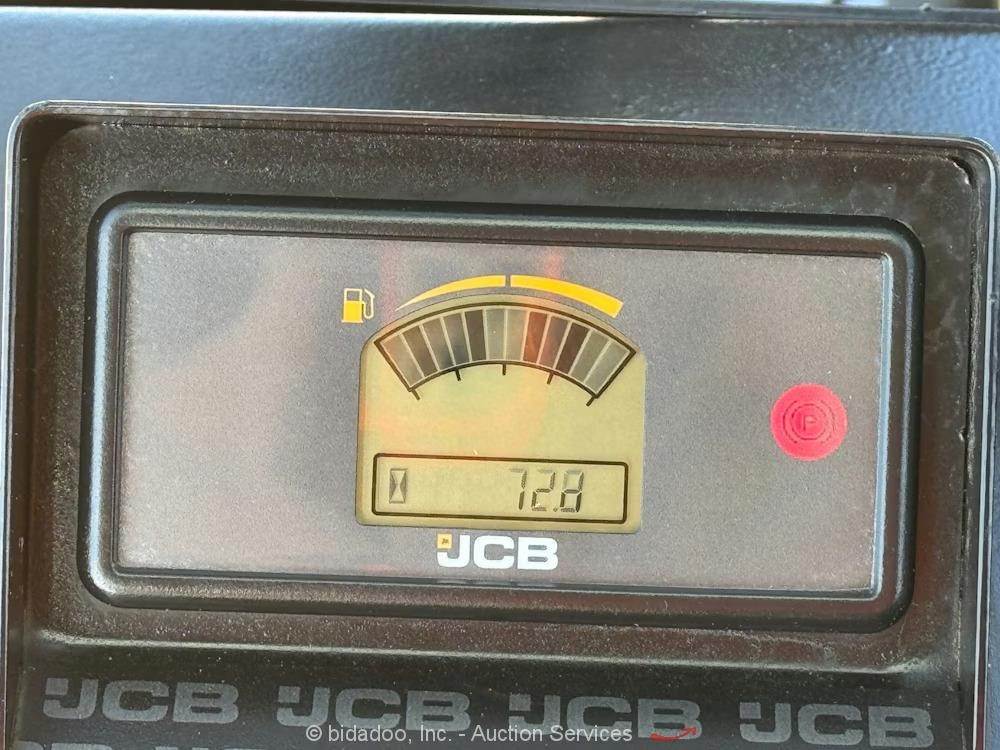 P
72.8
JCB
JCB JCB JCB JCB
© bidadoo, Inc. - Auction Services